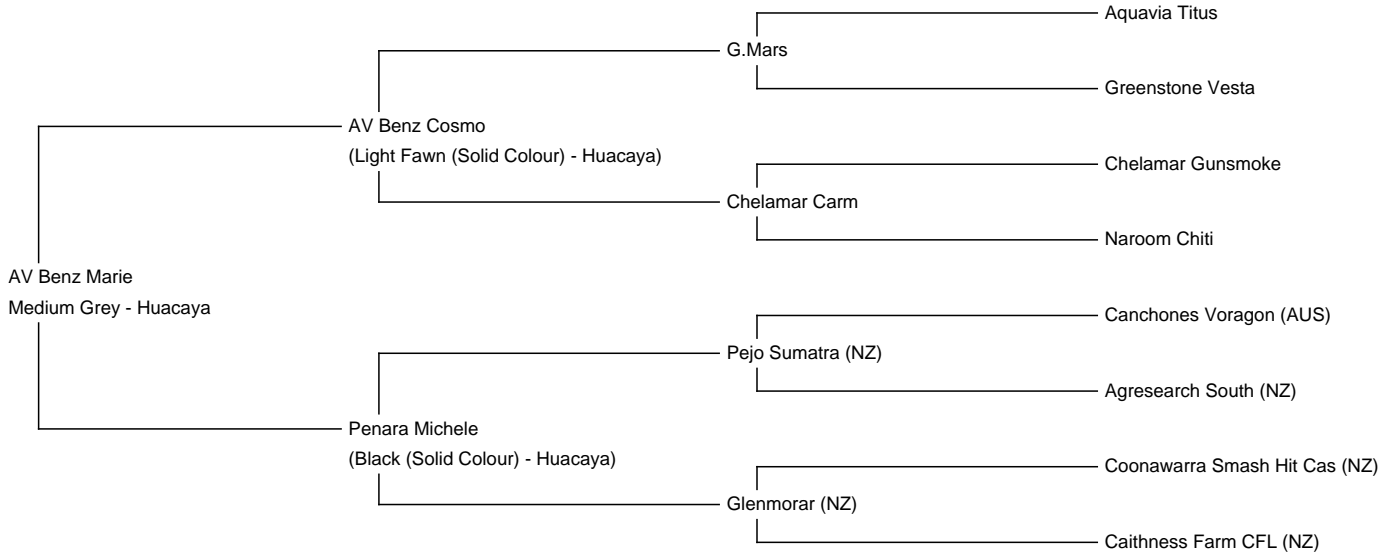 Aquavia Titus
G.Mars
Greenstone Vesta
AV Benz Cosmo
(Light Fawn (Solid Colour) - Huacaya)
Chelamar Gunsmoke
Chelamar Carm
Naroom Chiti
AV Benz Marie
Medium Grey - Huacaya
Canchones Voragon (AUS)
Pejo Sumatra (NZ)
Agresearch South (NZ)
Penara Michele
(Black (Solid Colour) - Huacaya)
Coonawarra Smash Hit Cas (NZ)
Glenmorar (NZ)
Caithness Farm CFL (NZ)